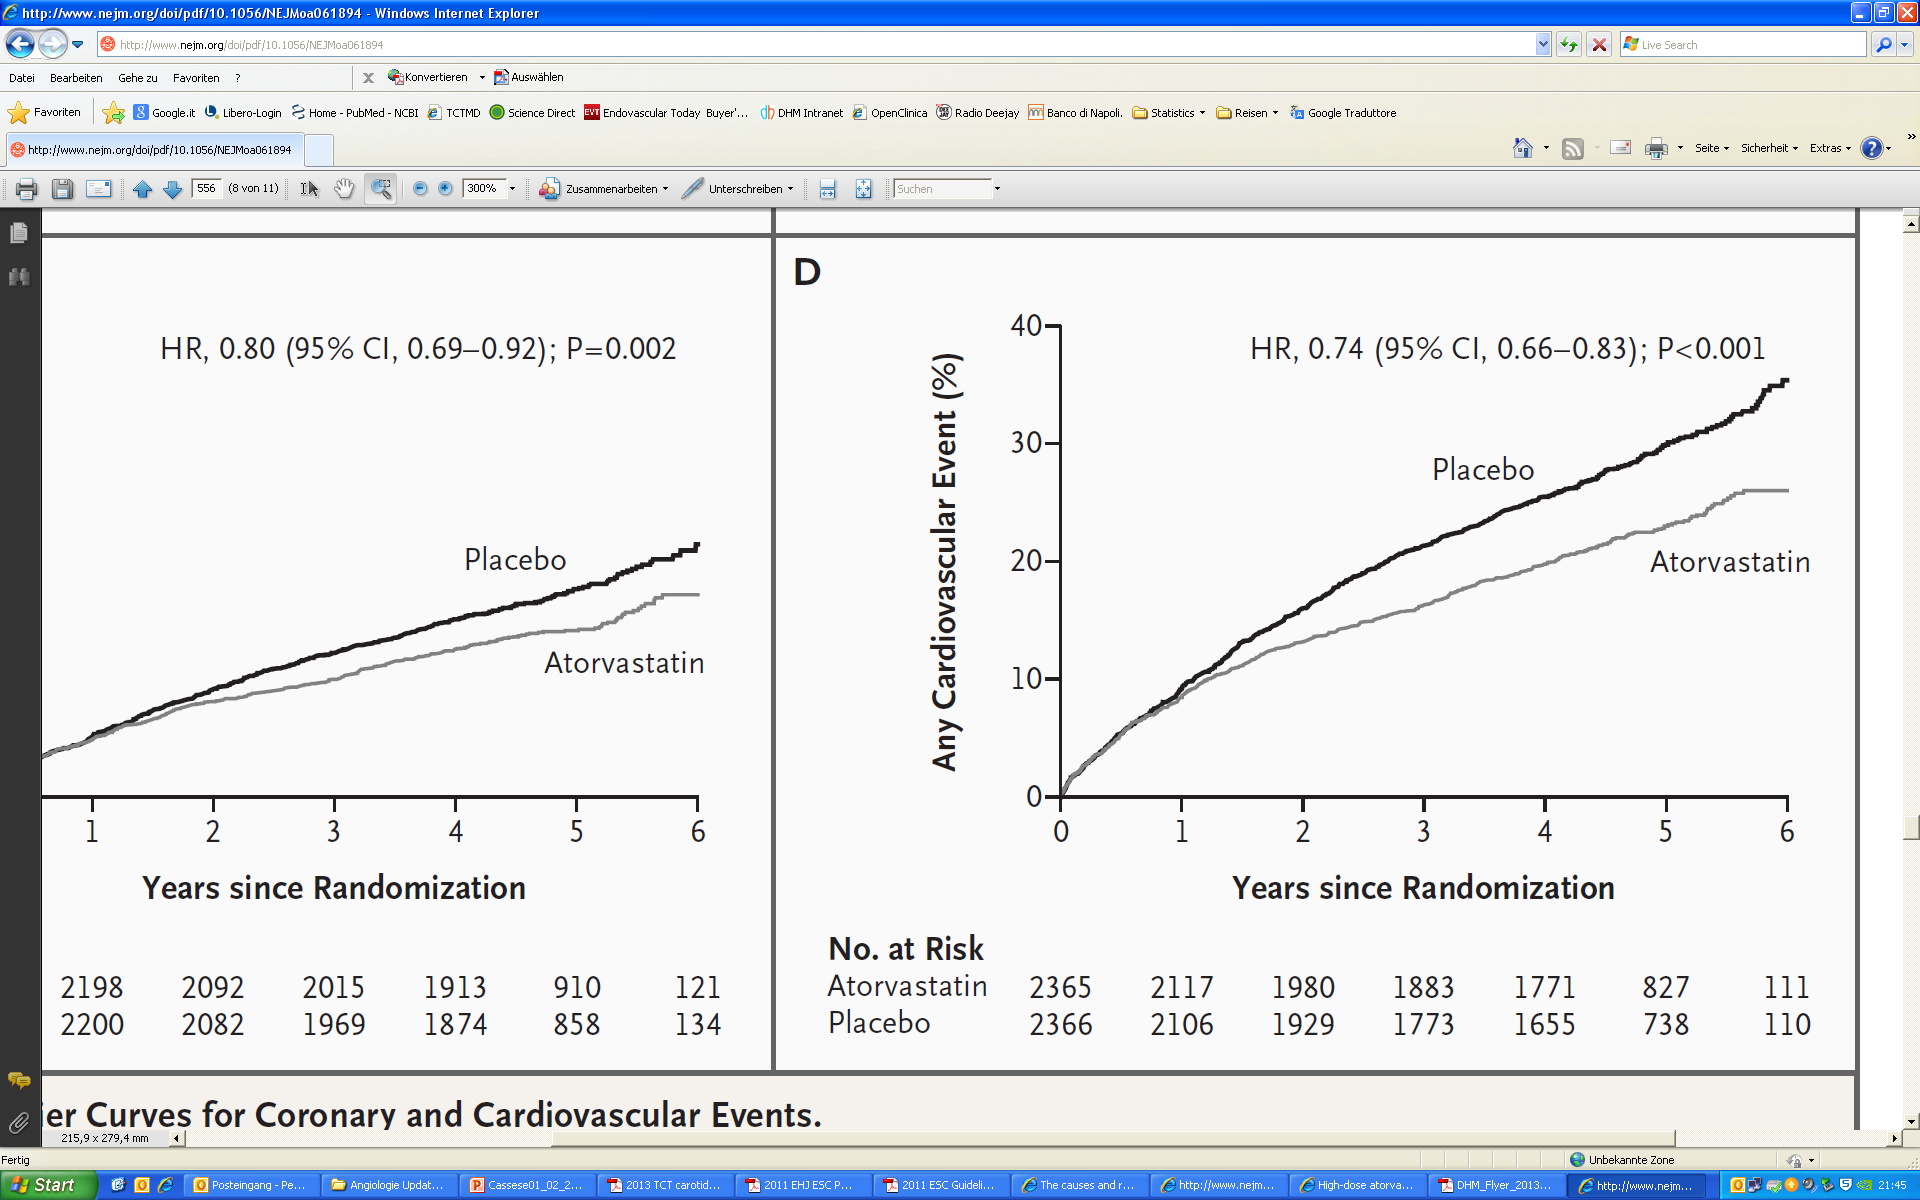 http://www.nejm.org/doi/pdf/10.1056/NEJMoa061894 - Windows Internet Explorer
http://www.nejm.org/doi/pdf/10.1056/NEJMoa061894
Live Search
Datei Bearbeiten Gehe zu Favoriten ? x Konvertieren Auswählen
Favoriten Google.it Libero-Login Home - PubMed - NCBI TCTMD Science Direct EVT Endovascular Today Buyer'... DHM Intranet OpenClinica Radio Deejay Banco di Napoli. Statistics Reisen Google Traduttore
http://www.nejm.org/doi/pdf/10.1056/NEJMoa061894
Seite Sicherheit Extras
556 (8 von 11) 300% Zusammenarbeiten Unterschreiben Suchen
HR, 0.80 (95% CI, 0.69–0.92); P=0.002
Placebo
Atorvastatin
1 2 3 4 5 6
Years since Randomization
2198 2092 2015 1913 910 121
2200 2082 1969 1874 858 134
D
Any Cardiovascular Event (%)
40
30
20
10
0
HR, 0.74 (95% CI, 0.66–0.83); P<0.001
Placebo
Atorvastatin
0 1 2 3 4 5 6
Years since Randomization
No. at Risk
Atorvastatin 2365 2117 1980 1883 1771 827 111
Placebo 2366 2106 1929 1773 1655 738 110
ier Curves for Coronary and Cardiovascular Events.
215,9 x 279,4 mm
Fertig
Unbekannte Zone
Start Posteingang - Pe... Angiologie Updat... Cassese01_02_2... 2013 TCT carotid... 2011 EHJ ESC P... 2011 ESC Guideli... The causes and r... http://www.nejm... High-dose atorva... DHM_Flyer_2013... http://www.nejm... 21:45